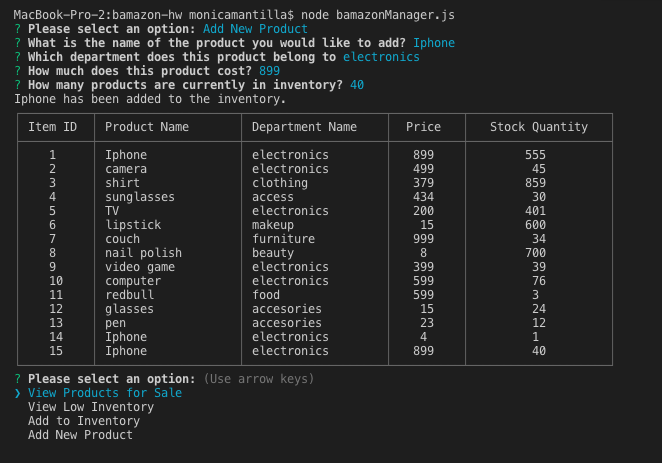 MacBook-Pro-2:bamazon-hw monicamantilla$ node bamazonManager.js
? Please select an option: Add New Product
? What is the name of the product you would like to add? Iphone
? Which department does this product belong to electronics
? How much does this product cost? 899
? How many products are currently in inventory? 40
Iphone has been added to the inventory.
Item ID Product Name Department Name Price Stock Quantity
1 Iphone electronics 899 555
2 camera electronics 499 45
3 shirt clothing 379 859
4 sunglasses access 434 30
5 TV electronics 200 401
6 lipstick makeup 15 600
7 couch furniture 999 34
8 nail polish beauty 8 700
9 video game electronics 399 39
10 computer electronics 599 76
11 redbull food 599 3
12 glasses accesories 15 24
13 pen accesories 23 12
14 Iphone electronics 4 1
15 Iphone electronics 899 40
? Please select an option: (Use arrow keys)
❯ View Products for Sale
View Low Inventory
Add to Inventory
Add New Product